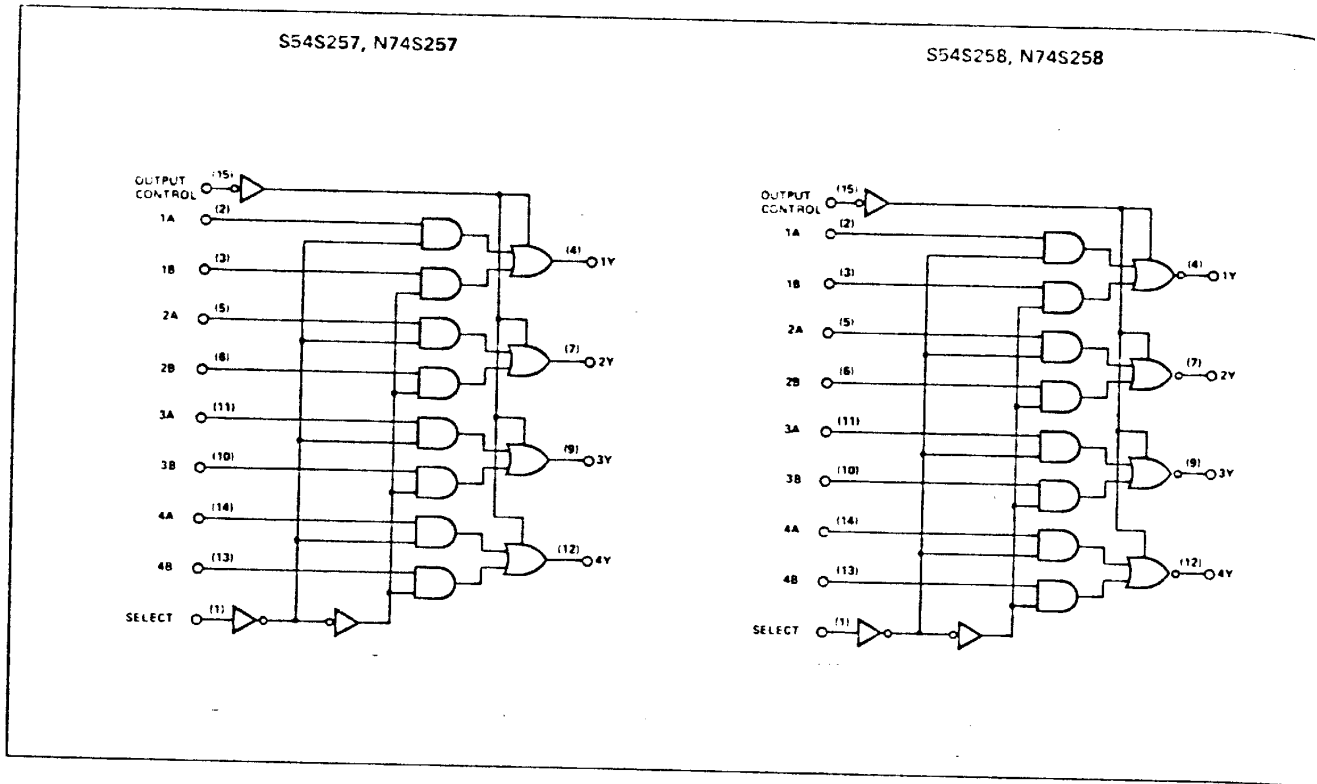 S54S257, N74S257
OUTPUT
CONTROL
(15)
1A
(2)
1B
(3)
2A
(5)
2B
(6)
3A
(11)
3B
(10)
4A
(14)
4B
(13)
SELECT
(1)
(4)
1Y
(7)
2Y
(9)
3Y
(12)
4Y
S54S258, N74S258
OUTPUT
CONTROL
(15)
1A
(2)
1B
(3)
2A
(5)
2B
(6)
3A
(11)
3B
(10)
4A
(14)
4B
(13)
SELECT
(1)
(4)
1Y
(7)
2Y
(9)
3Y
(12)
4Y